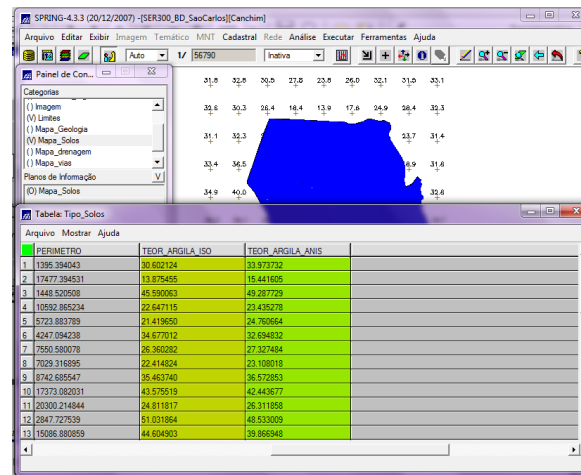 SPRING-4.3.3 (20/12/2007) -[SER300_BD_SaoCarlos][Canchim]
Arquivo Editar Exibir Imagem Temático MNT Cadastral Rede Análise Executar Ferramentas Ajuda
Auto 1/ 56790 Inativa
Painel de Con...
Categorias
( ) Imagem
(V) Limites
( ) Mapa_Geologia
(V) Mapa_Solos
( ) Mapa_drenagem
( ) Mapa_vias
Planos de Informação V
(O) Mapa_Solos
31.8 32.8 30.5 27.8 23.8 26.0 32.1 31.8 33.1
32.6 30.3 26.4 18.4 13.9 17.6 24.9 28.4 32.3
31.1 32.3 23.7 31.4
33.4 36.5 31.6
34.9 40.0 32.6
Tabela: Tipo_Solos
Arquivo Mostrar Ajuda
PERIMETRO TEOR_ARGILA_ISO TEOR_ARGILA_ANIS
1 1395.394043 30.602124 33.973732
2 17477.394531 13.875455 15.441605
3 1448.520508 45.590063 49.287729
4 10592.865234 22.647115 23.435278
5 5723.883789 21.419650 24.760664
6 4247.094238 34.677012 32.694832
7 7550.580078 26.360282 27.327484
8 7029.316895 22.414824 23.108018
9 8742.685547 35.463740 36.572853
10 17373.082031 43.575519 42.443677
11 20300.214844 24.811817 26.311858
12 2847.727539 51.031864 48.533009
13 15086.880859 44.604903 39.866948